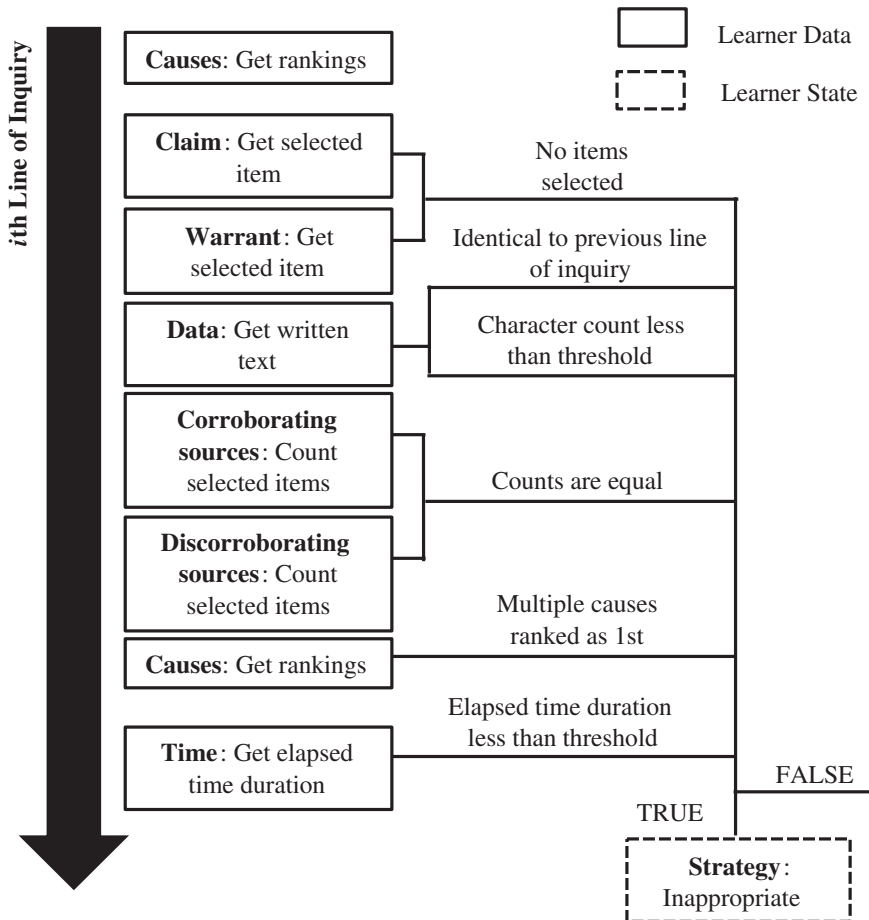 ith Line of Inquiry
Causes: Get rankings
Learner Data
Learner State
Claim: Get selected
item
No items
selected
Warrant: Get
selected item
Identical to previous line
of inquiry
Data: Get written
text
Character count less
than threshold
Corroborating
sources: Count
selected items
Counts are equal
Discorroborating
sources: Count
selected items
Multiple causes
ranked as 1st
Causes: Get rankings
Elapsed time duration
less than threshold
Time: Get elapsed
time duration
FALSE
TRUE
Strategy:
Inappropriate